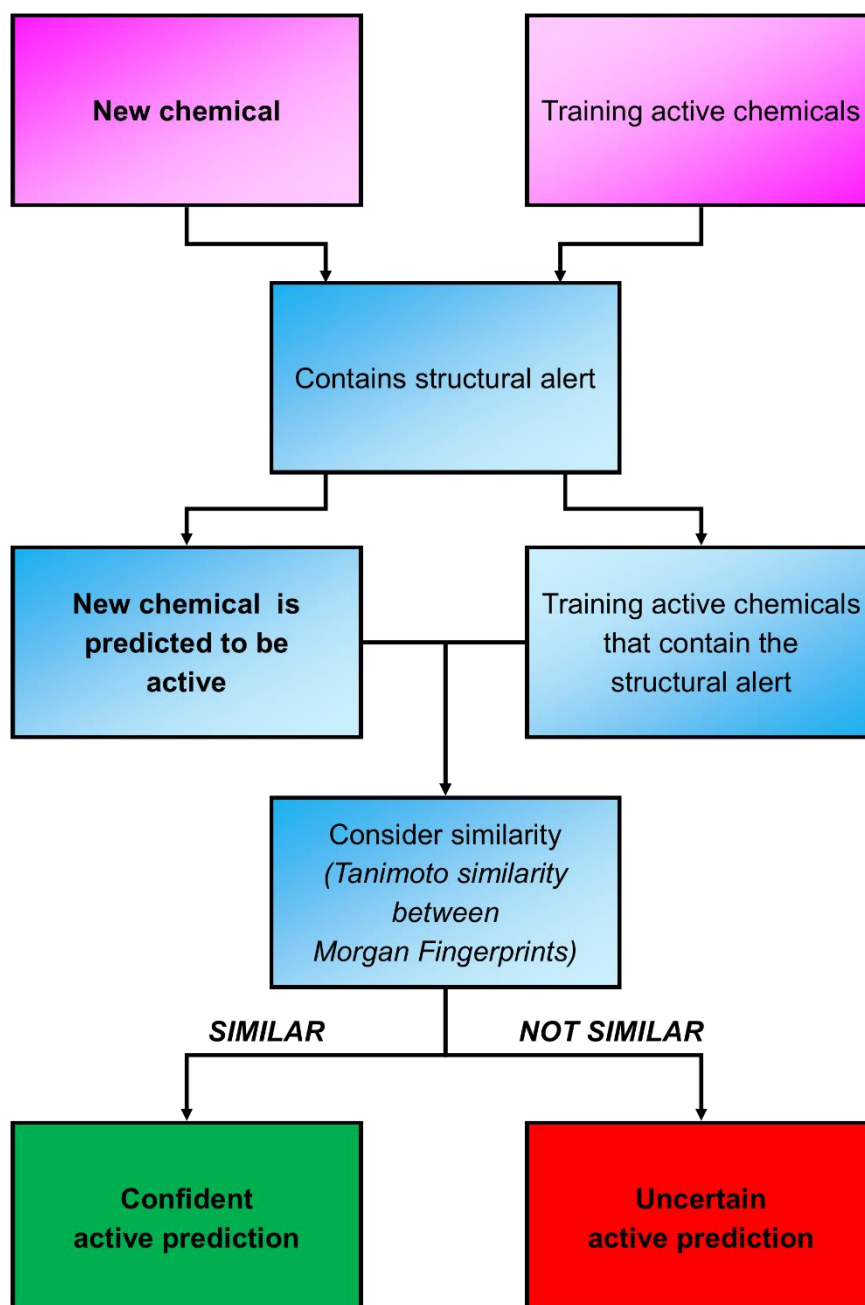 New chemical
Training active chemicals
Contains structural alert
New chemical is
predicted to be
active
Training active chemicals
that contain the
structural alert
Consider similarity
(Tanimoto similarity
between
Morgan Fingerprints)
SIMILAR
NOT SIMILAR
Confident
active prediction
Uncertain
active prediction